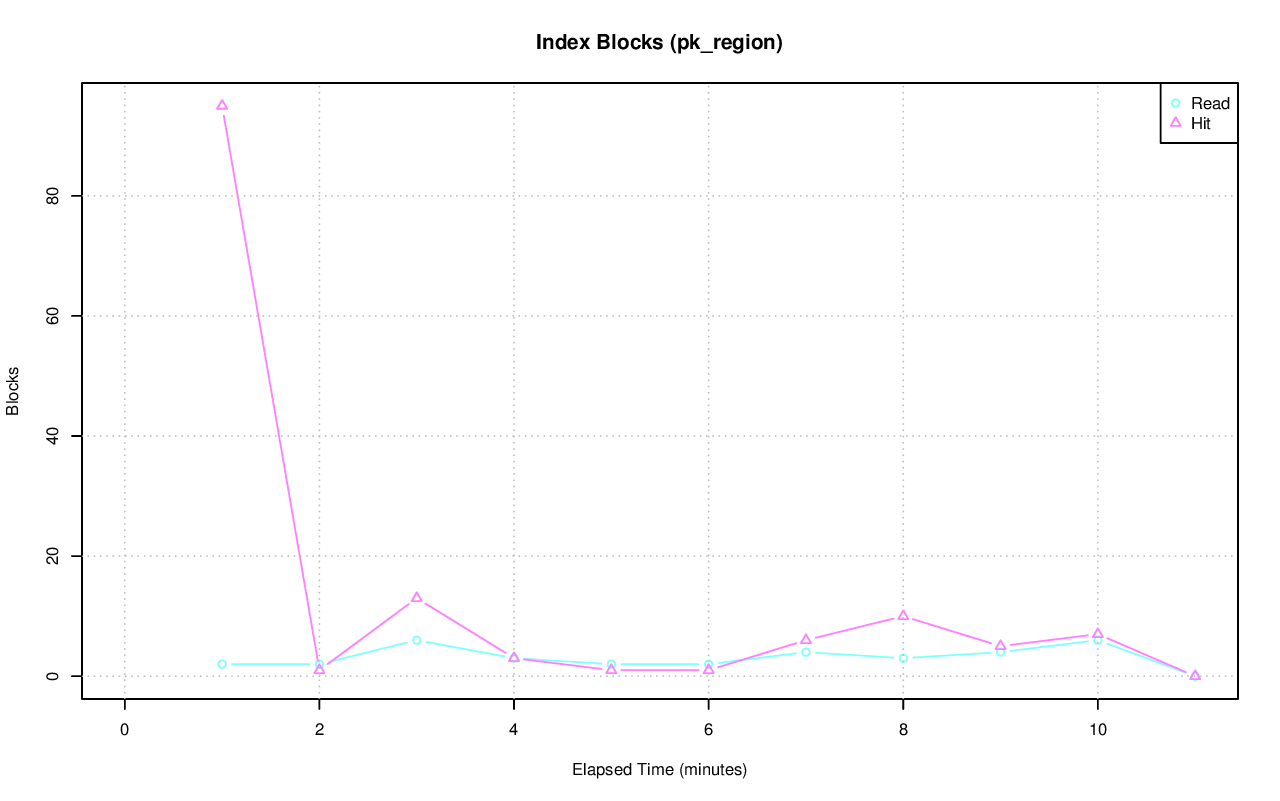 Index Blocks (pk_region)
Read
Hit
Blocks
80
60
40
20
0
0 2 4 6 8 10
Elapsed Time (minutes)